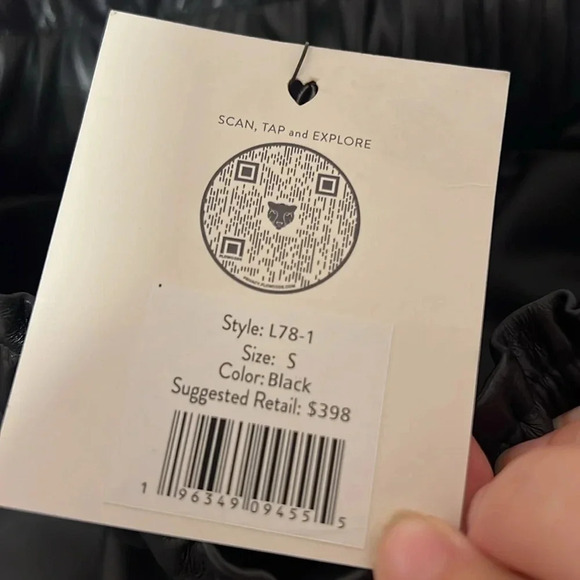 SCAN, TAP and EXPLORE
Style: L78-1
Size: S
Color: Black
Suggested Retail: $398
1 96349 09455 5